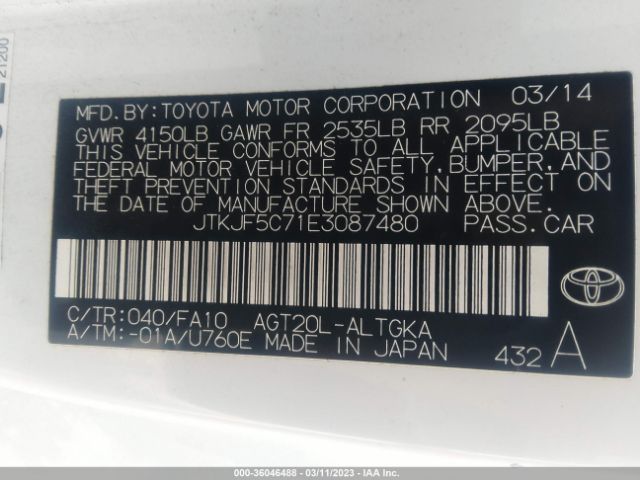 21200
MFD.BY:TOYOTA MOTOR CORPORATION 03/14
GVWR 4150LB GAWR FR 2535LB RR 2095LB
THIS VEHICLE CONFORMS TO ALL APPLICABLE
FEDERAL MOTOR VEHICLE SAFETY,BUMPER,AND
THEFT PREVENTION STANDARDS IN EFFECT ON
THE DATE OF MANUFACTURE SHOWN ABOVE.
JTKJF5C71E3087480 PASS.CAR
C/TR:040/FA10 AGT20L-ALTGKA
A/TM:-01A/U760E MADE IN JAPAN 432 A
000-36046488 - 03/11/2023 - IAAI Inc.